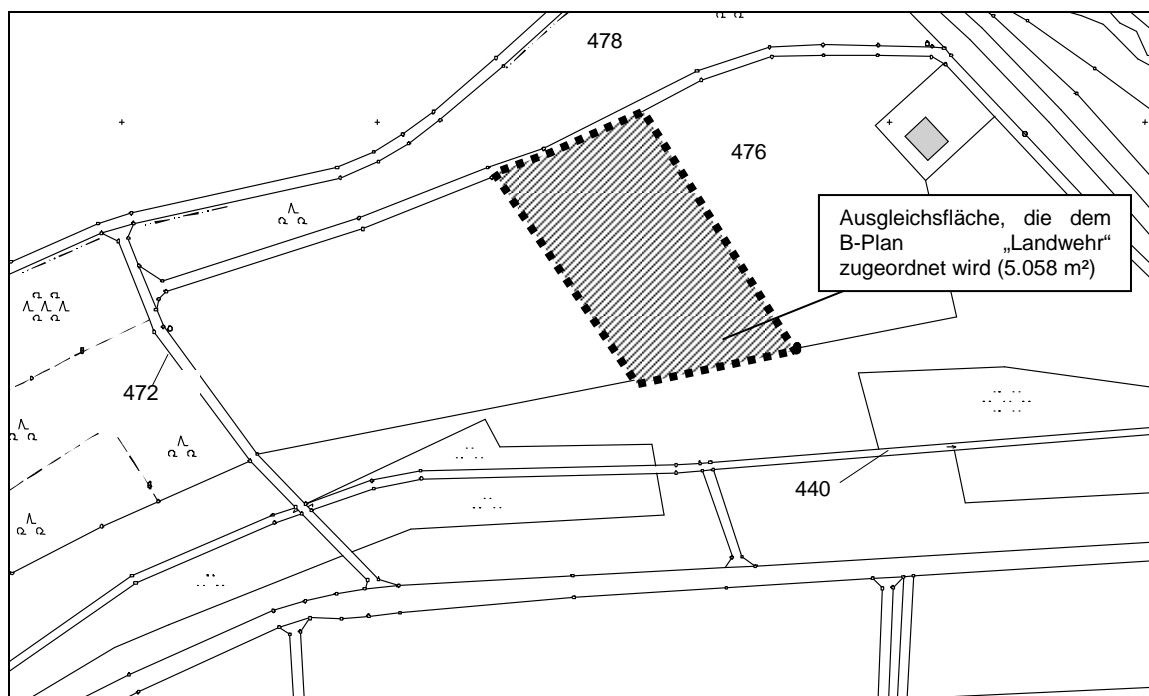 478
476
Ausgleichsfläche, die dem
B-Plan „Landwehr“
zugeordnet wird (5.058 m²)
472
440